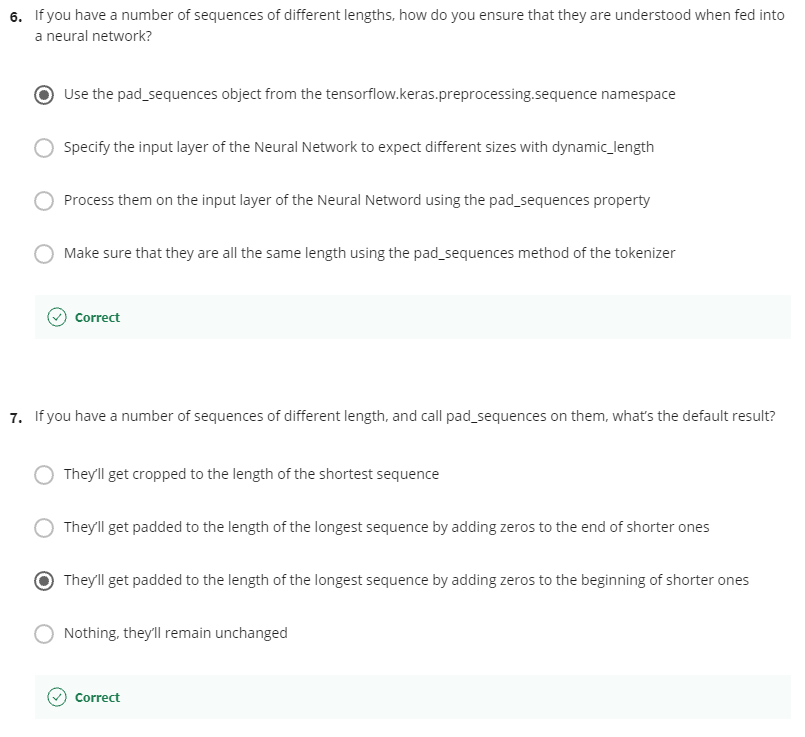 6. If you have a number of sequences of different lengths, how do you ensure that they are understood when fed into
a neural network?
Use the pad_sequences object from the tensorflow.keras.preprocessing.sequence namespace
Specify the input layer of the Neural Network to expect different sizes with dynamic_length
Process them on the input layer of the Neural Netword using the pad_sequences property
Make sure that they are all the same length using the pad_sequences method of the tokenizer
Correct
7. If you have a number of sequences of different length, and call pad_sequences on them, what's the default result?
They'll get cropped to the length of the shortest sequence
They'll get padded to the length of the longest sequence by adding zeros to the end of shorter ones
They'll get padded to the length of the longest sequence by adding zeros to the beginning of shorter ones
Nothing, they'll remain unchanged
Correct